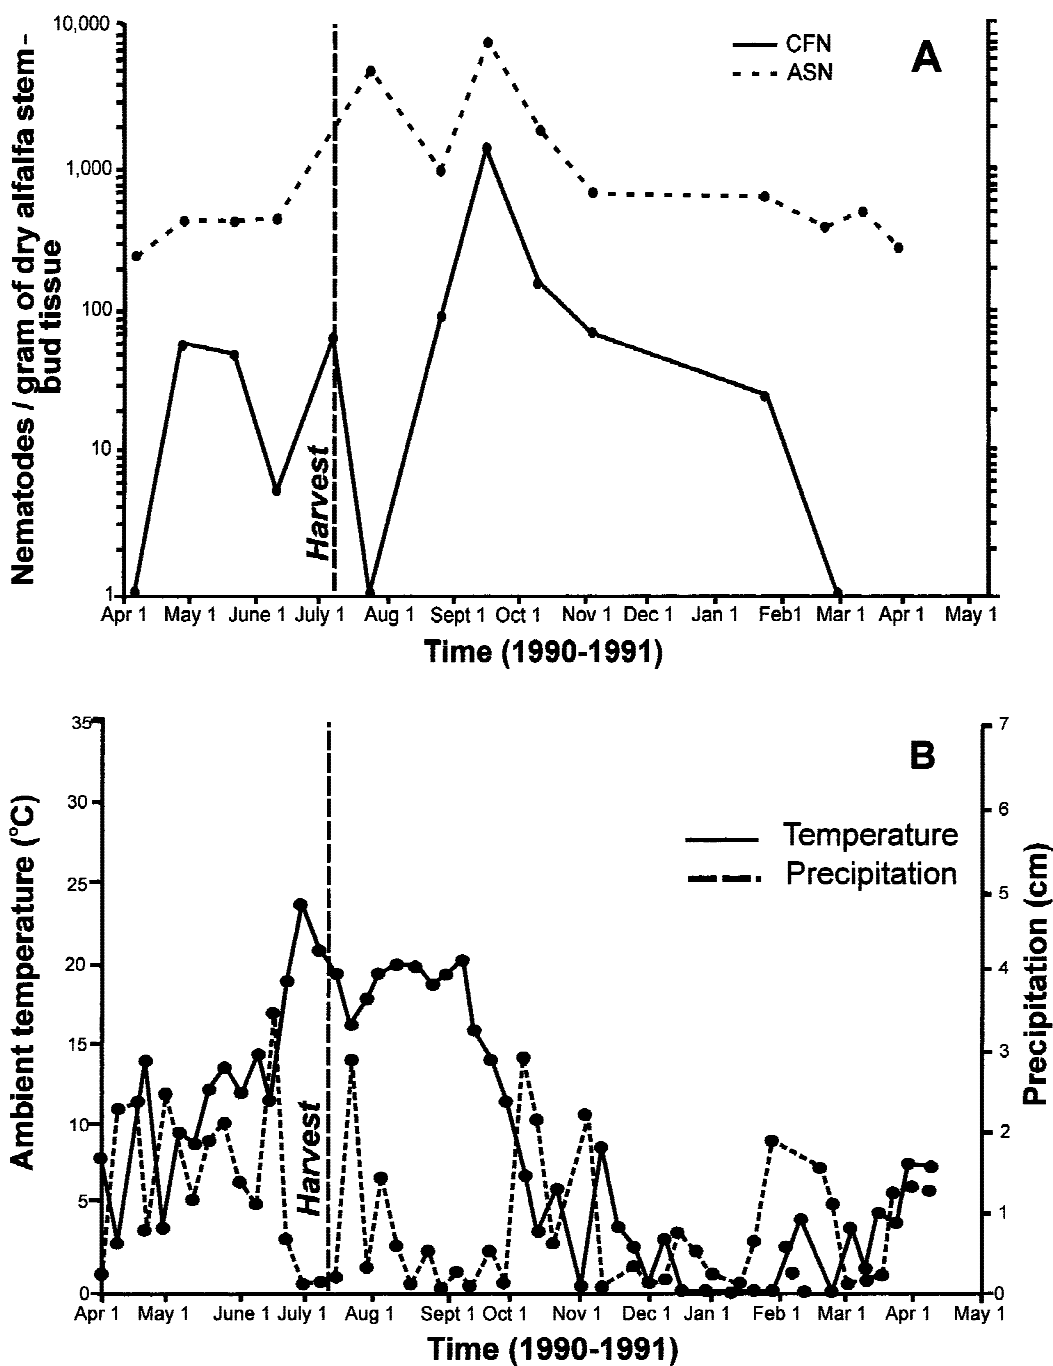 10,000
1,000
100
10
1
Nematodes / gram of dry alfalfa stem-
bud tissue
CFN
ASN
A
Harvest
Apr 1 May 1 June 1 July 1 Aug 1 Sept 1 Oct 1 Nov 1 Dec 1 Jan 1 Feb1 Mar 1 Apr 1 May 1
Time (1990-1991)
35
30
25
20
15
10
5
0
Ambient temperature (°C)
B
Temperature
Precipitation
Harvest
7
6
5
4
3
2
1
0
Precipitation (cm)
Apr 1 May 1 June 1 July 1 Aug 1 Sept 1 Oct 1 Nov 1 Dec 1 Jan 1 Feb 1 Mar 1 Apr 1 May 1
Time (1990-1991)